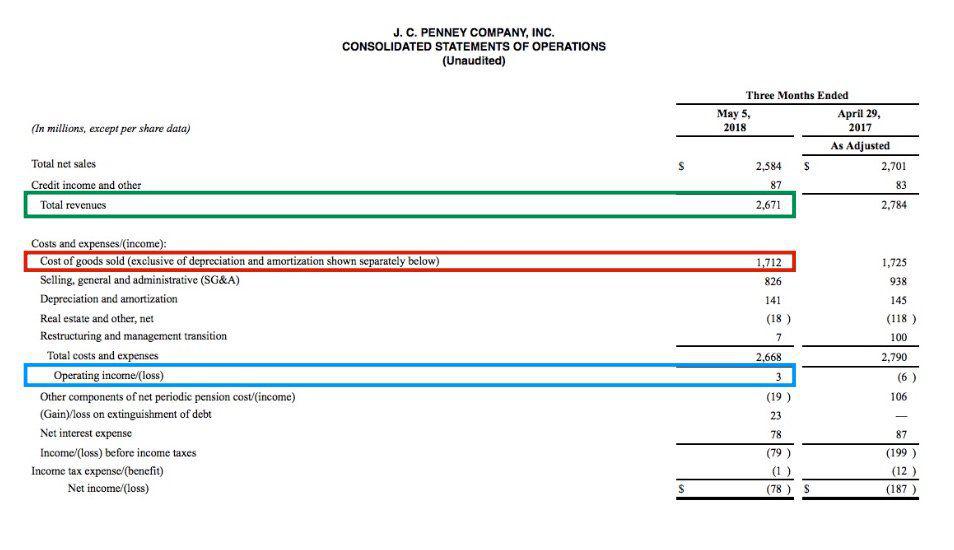 J. C. PENNEY COMPANY, INC.
CONSOLIDATED STATEMENTS OF OPERATIONS
(Unaudited)
Three Months Ended
(In millions, except per share data) May 5, 2018 April 29, 2017
As Adjusted
Total net sales $ 2,584 $ 2,701
Credit income and other 87 83
Total revenues 2,671 2,784
Costs and expenses/(income):
Cost of goods sold (exclusive of depreciation and amortization shown separately below) 1,712 1,725
Selling, general and administrative (SG&A) 826 938
Depreciation and amortization 141 145
Real estate and other, net (18 ) (118 )
Restructuring and management transition 7 100
Total costs and expenses 2,668 2,790
Operating income/(loss) 3 (6 )
Other components of net periodic pension cost/(income) (19 ) 106
(Gain)/loss on extinguishment of debt 23 —
Net interest expense 78 87
Income/(loss) before income taxes (79 ) (199 )
Income tax expense/(benefit) (1 ) (12 )
Net income/(loss) $ (78 ) $ (187 )